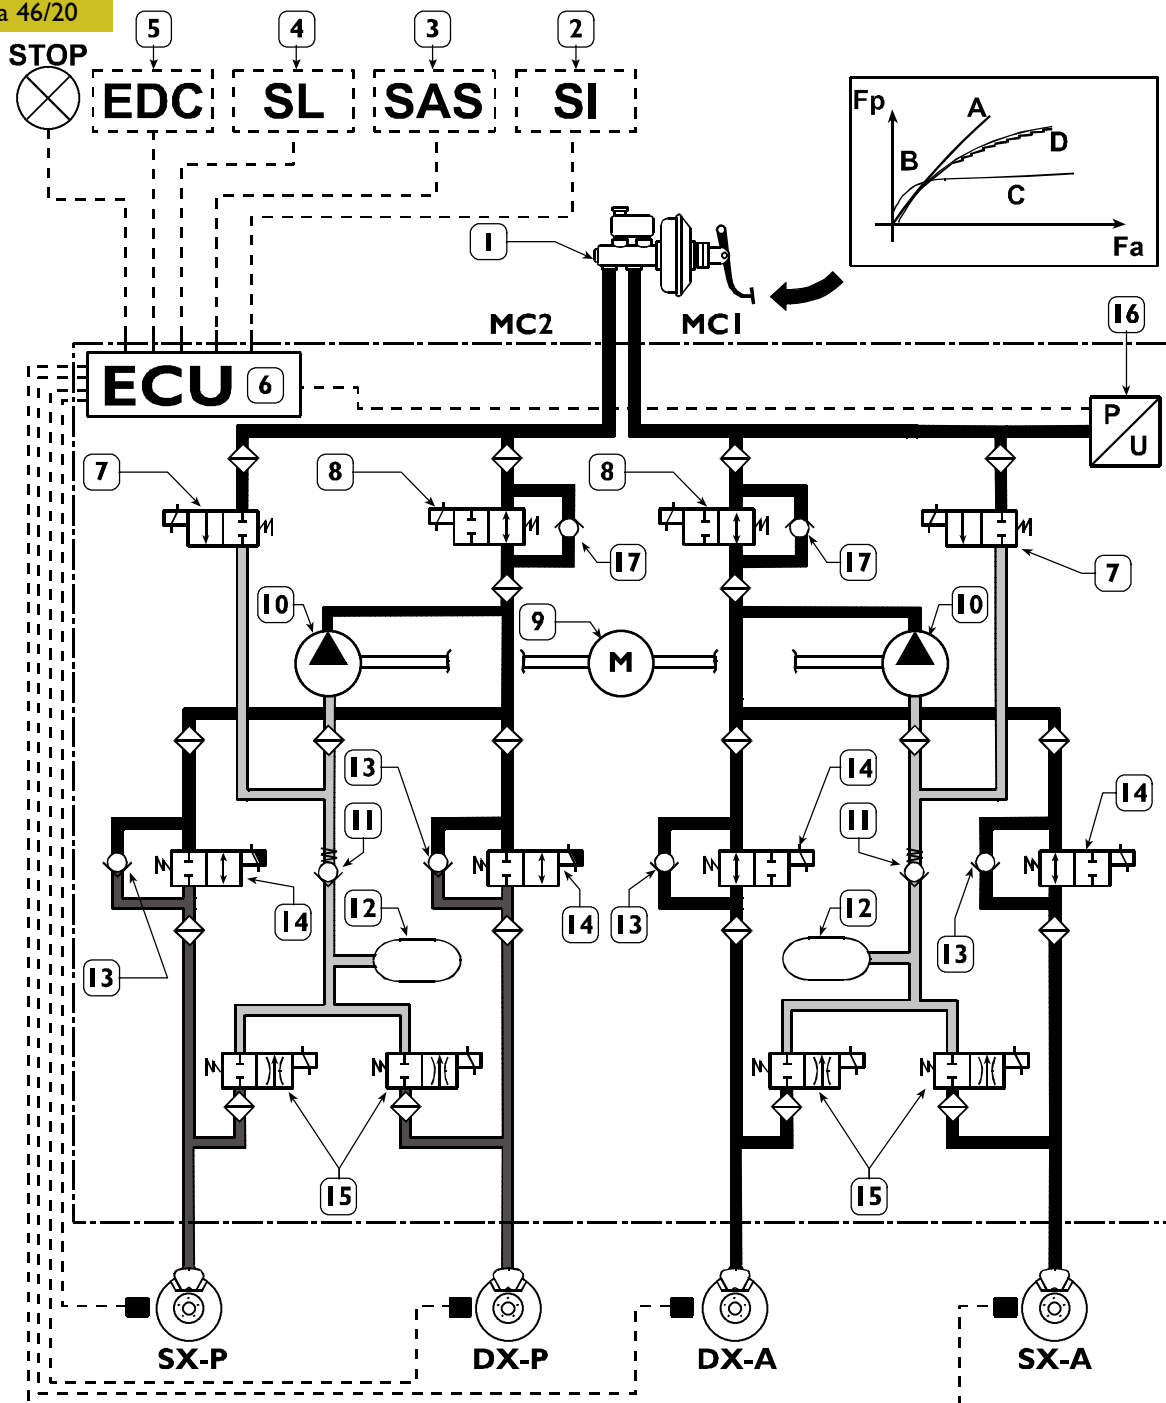 a 46/20
5 4 3 2
STOP
EDC SL SAS SI
Fp A
B D
C
Fa
1
MC2 MC1
16
ECU 6
P
U
7 8 8
17 17 7
10 9 10
M
13 14 14
11 11
14 12 14 13 12 13
13
15 15
SX-P DX-P DX-A SX-A